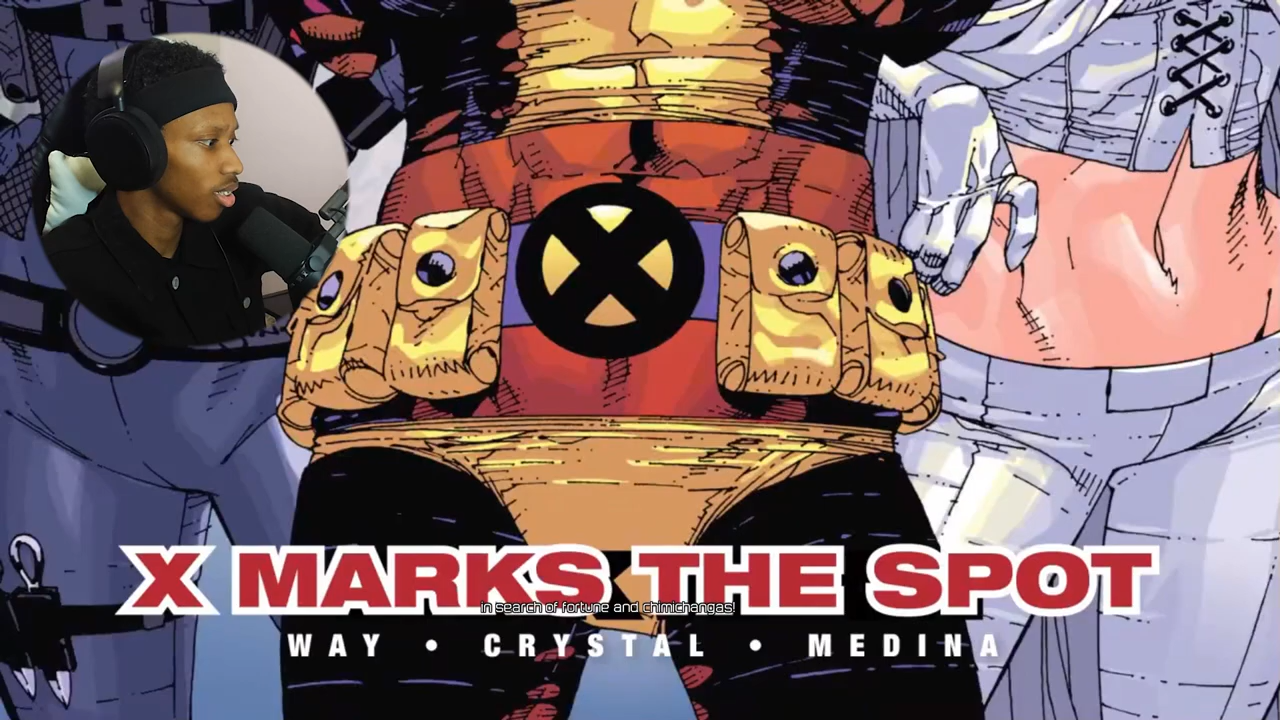 X MARKS THE SPOT
in search of fortune and chimichangas!
WAY • CRYSTAL • MEDINA